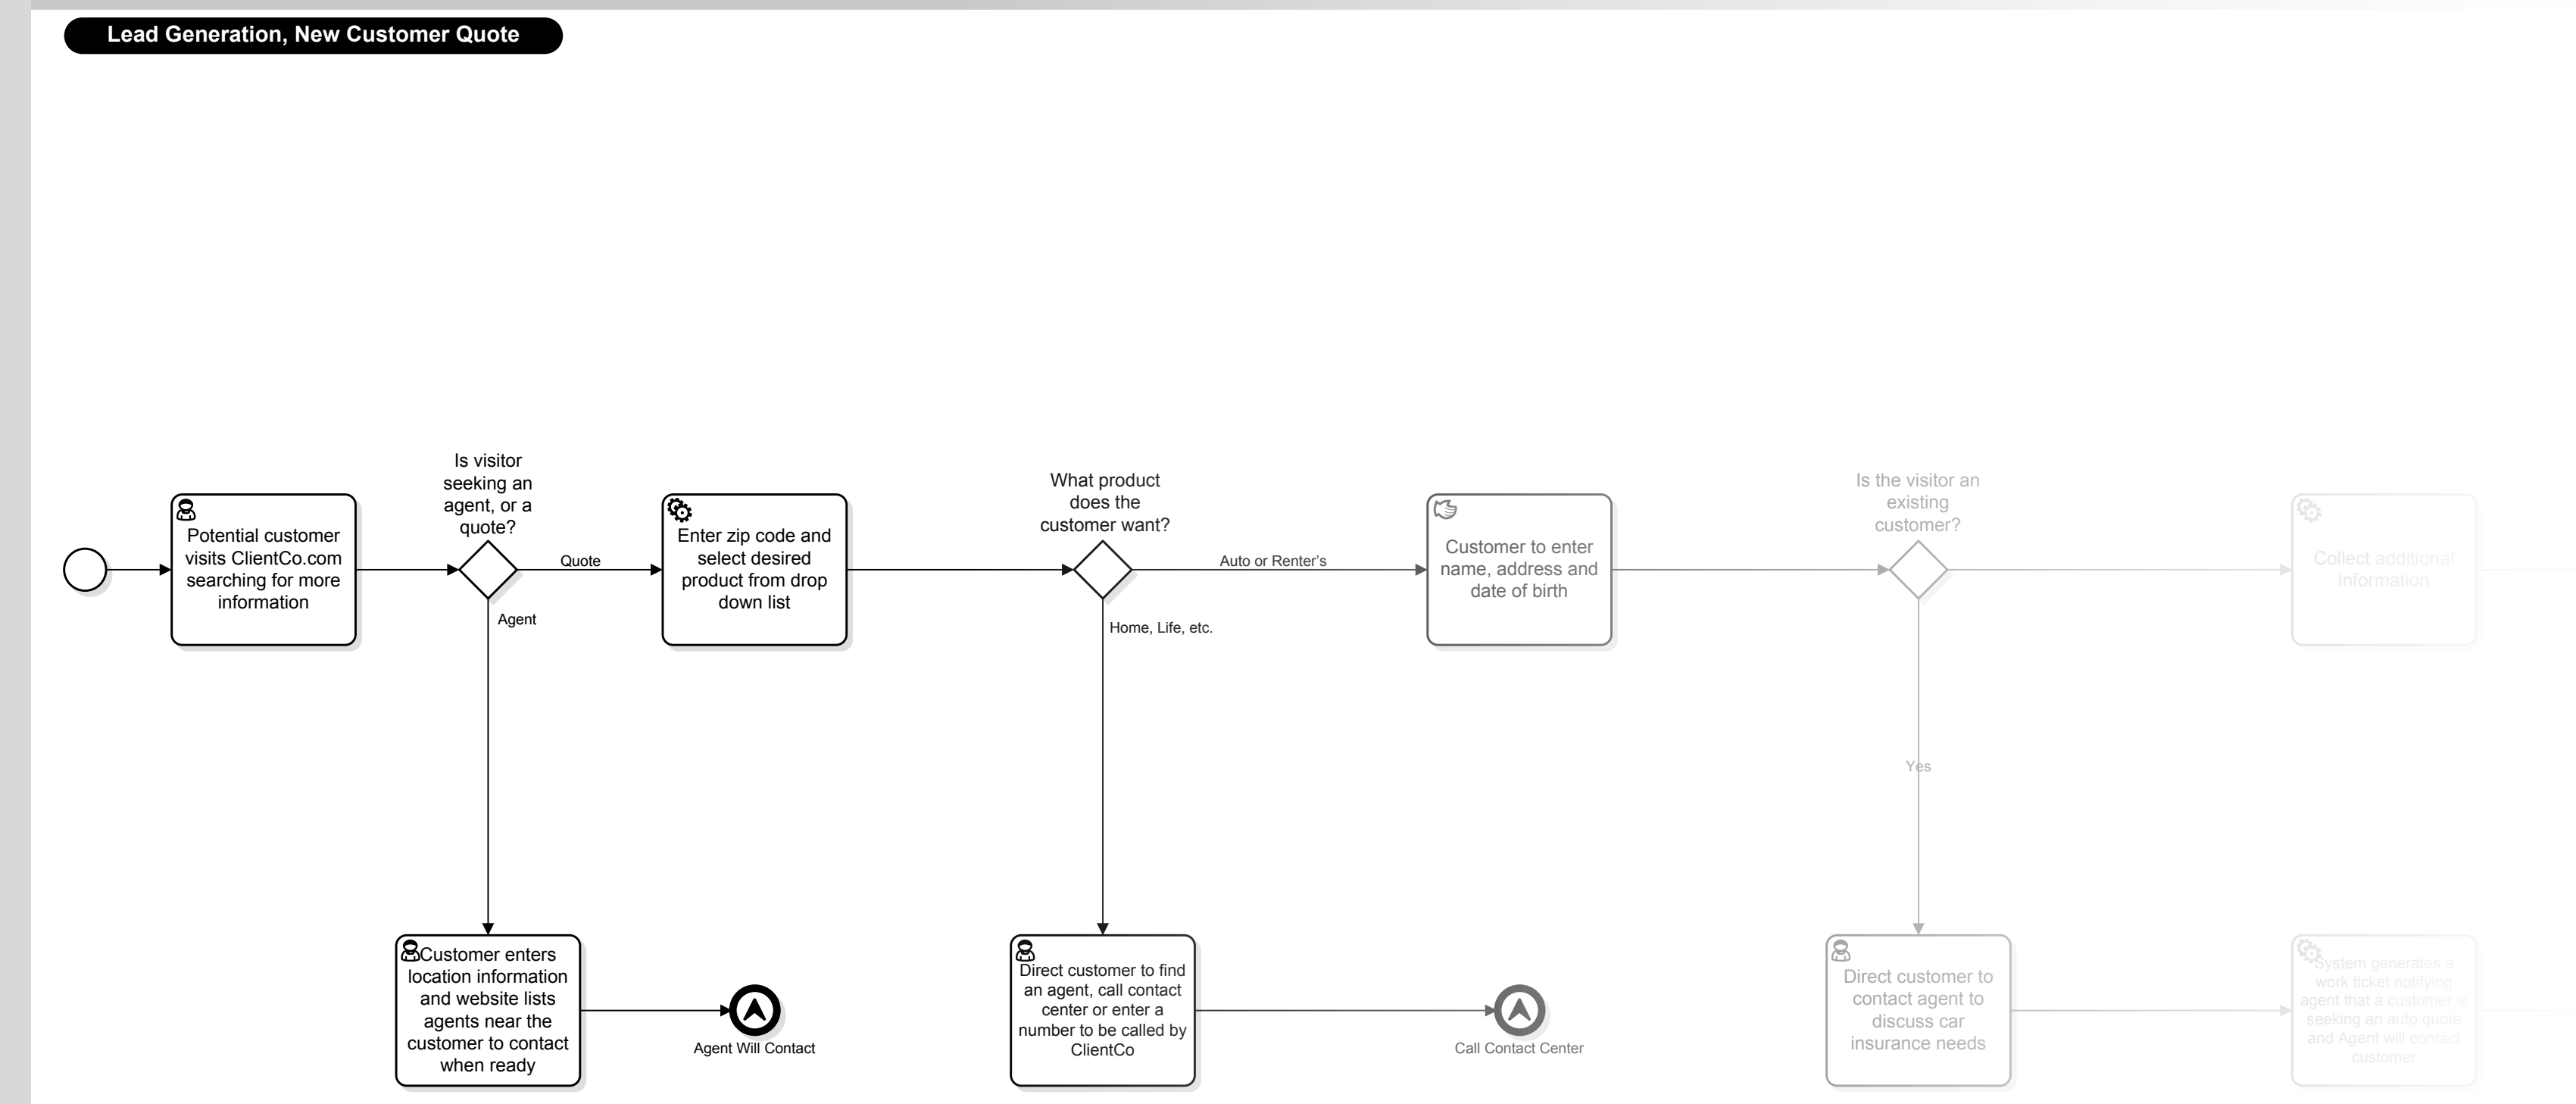 Lead Generation, New Customer Quote
Is visitor
seeking an
agent, or a
quote?
What product
does the
customer want?
Is the visitor an
existing
customer?
Potential customer
visits ClientCo.com
searching for more
information
Quote
Agent
Enter zip code and
select desired
product from drop
down list
Auto or Renter's
Home, Life, etc.
Customer to enter
name, address and
date of birth
Yes
Collect additional
information
Customer enters
location information
and website lists
agents near the
customer to contact
when ready
Agent Will Contact
Direct customer to find
an agent, call contact
center or enter a
number to be called by
ClientCo
Call Contact Center
Direct customer to
contact agent to
discuss car
insurance needs
System generates a
work ticket notifying
agent that a customer is
seeking an auto quote
and Agent will contact
customer